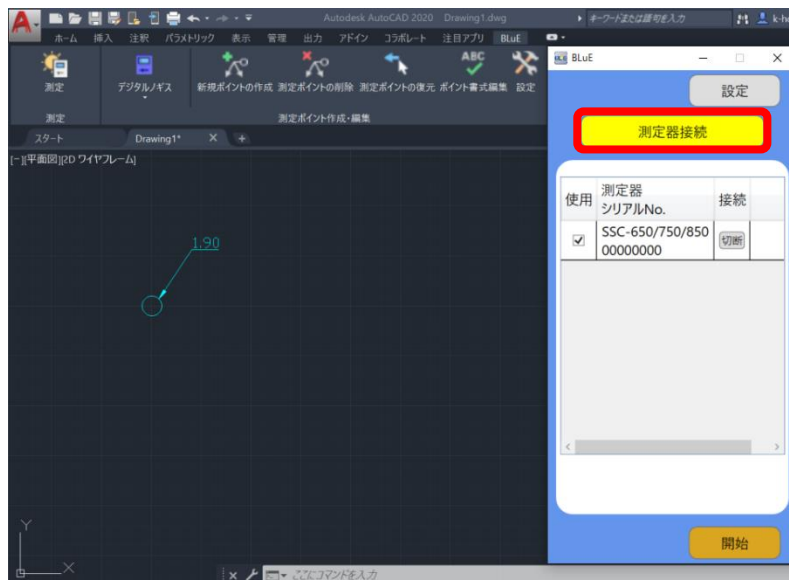 Autodesk AutoCAD 2020 Drawing1.dwg
キーワードまたは語句を入力
ホーム 挿入 注釈 パラメトリック 表示 管理 出力 アドイン コラボレート 注目アプリ BLuE
測定
デジタルノギス
新規ポイントの作成 測定ポイントの削除 測定ポイントの復元 ポイント書式編集 設定
ABC
測定
測定ポイント作成・編集
スタート
Drawing1*
[-][平面図][2D ワイヤフレーム]
1.90
Y
X
ここにコマンドを入力
BLuE
設定
測定器接続
使用
測定器
シリアルNo.
接続
SSC-650/750/850
00000000
切断
開始